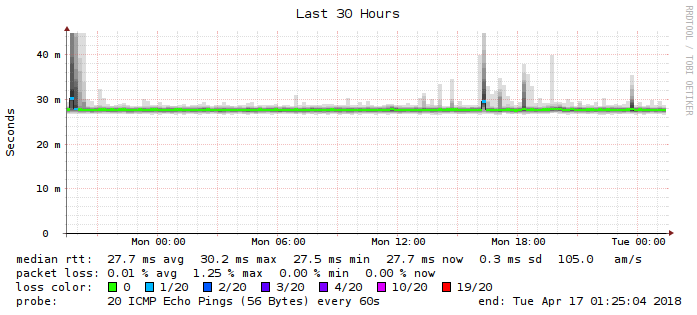 Last 30 Hours
RRDTOOL / TOBI OETIKER
Seconds
40 m
30 m
20 m
10 m
0
Mon 00:00 Mon 06:00 Mon 12:00 Mon 18:00 Tue 00:00
median rtt: 27.7 ms avg 30.2 ms max 27.5 ms min 27.7 ms now 0.3 ms sd 105.0 am/s
packet loss: 0.01 % avg 1.25 % max 0.00 % min 0.00 % now
loss color: 0 1/20 2/20 3/20 4/20 10/20 19/20
probe: 20 ICMP Echo Pings (56 Bytes) every 60s end: Tue Apr 17 01:25:04 2018